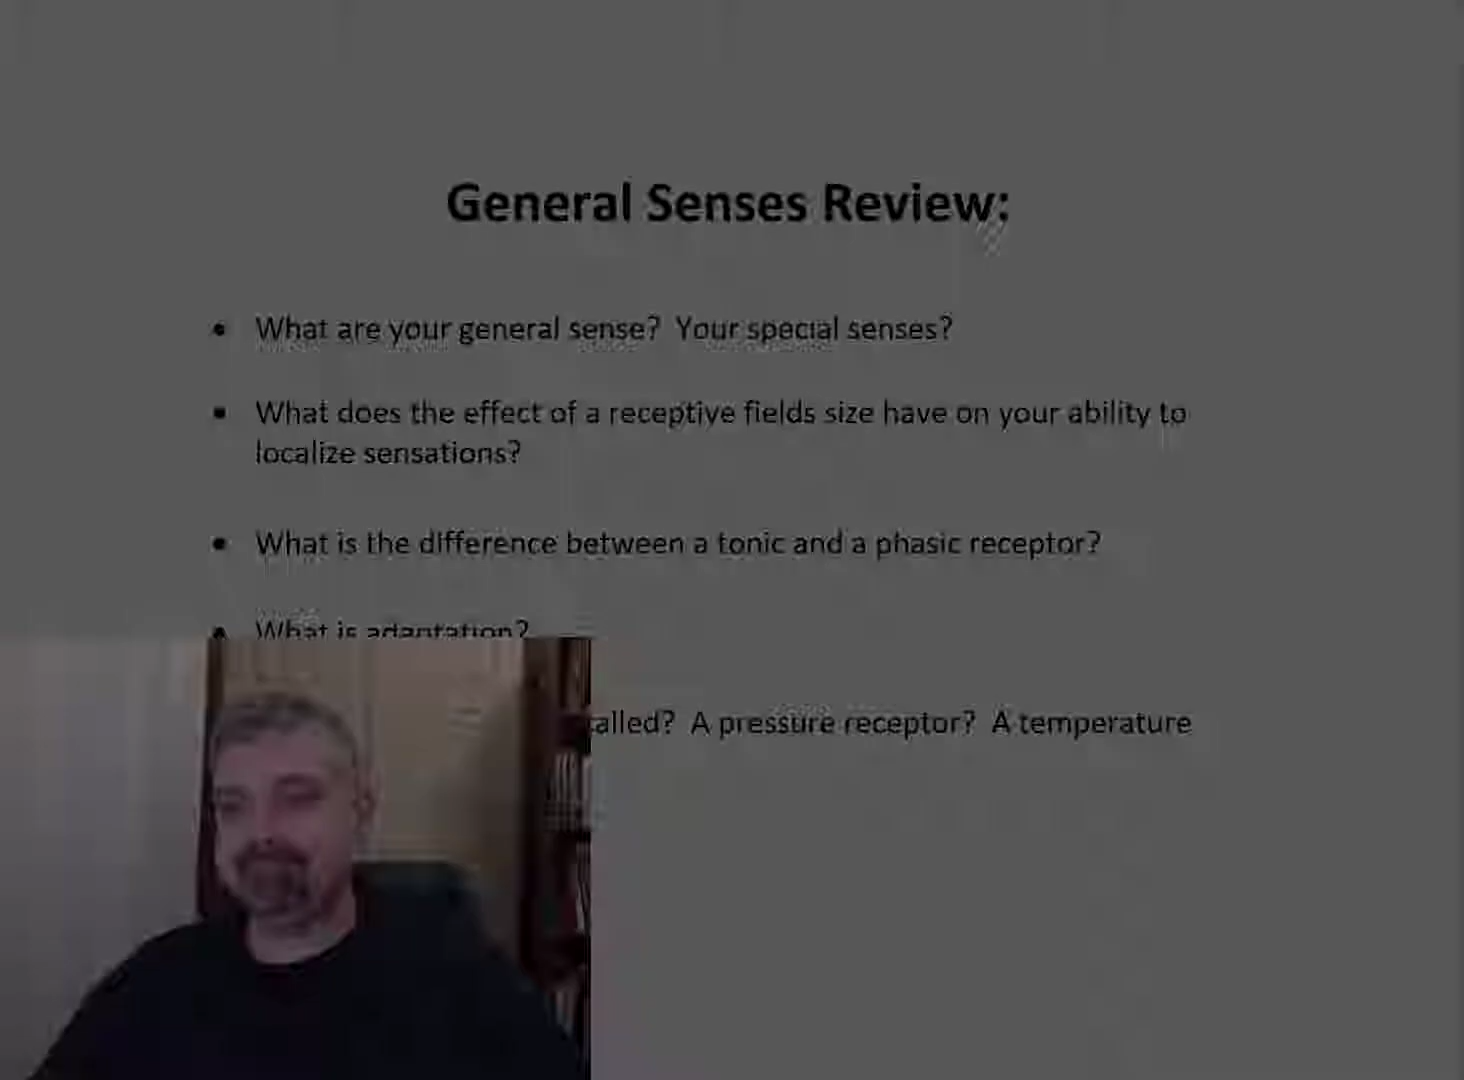 General Senses Review:
• What are your general sense? Your special senses?
• What does the effect of a receptive fields size have on your ability to
localize sensations?
• What is the difference between a tonic and a phasic receptor?
• What is adaptation?
alled? A pressure receptor? A temperature